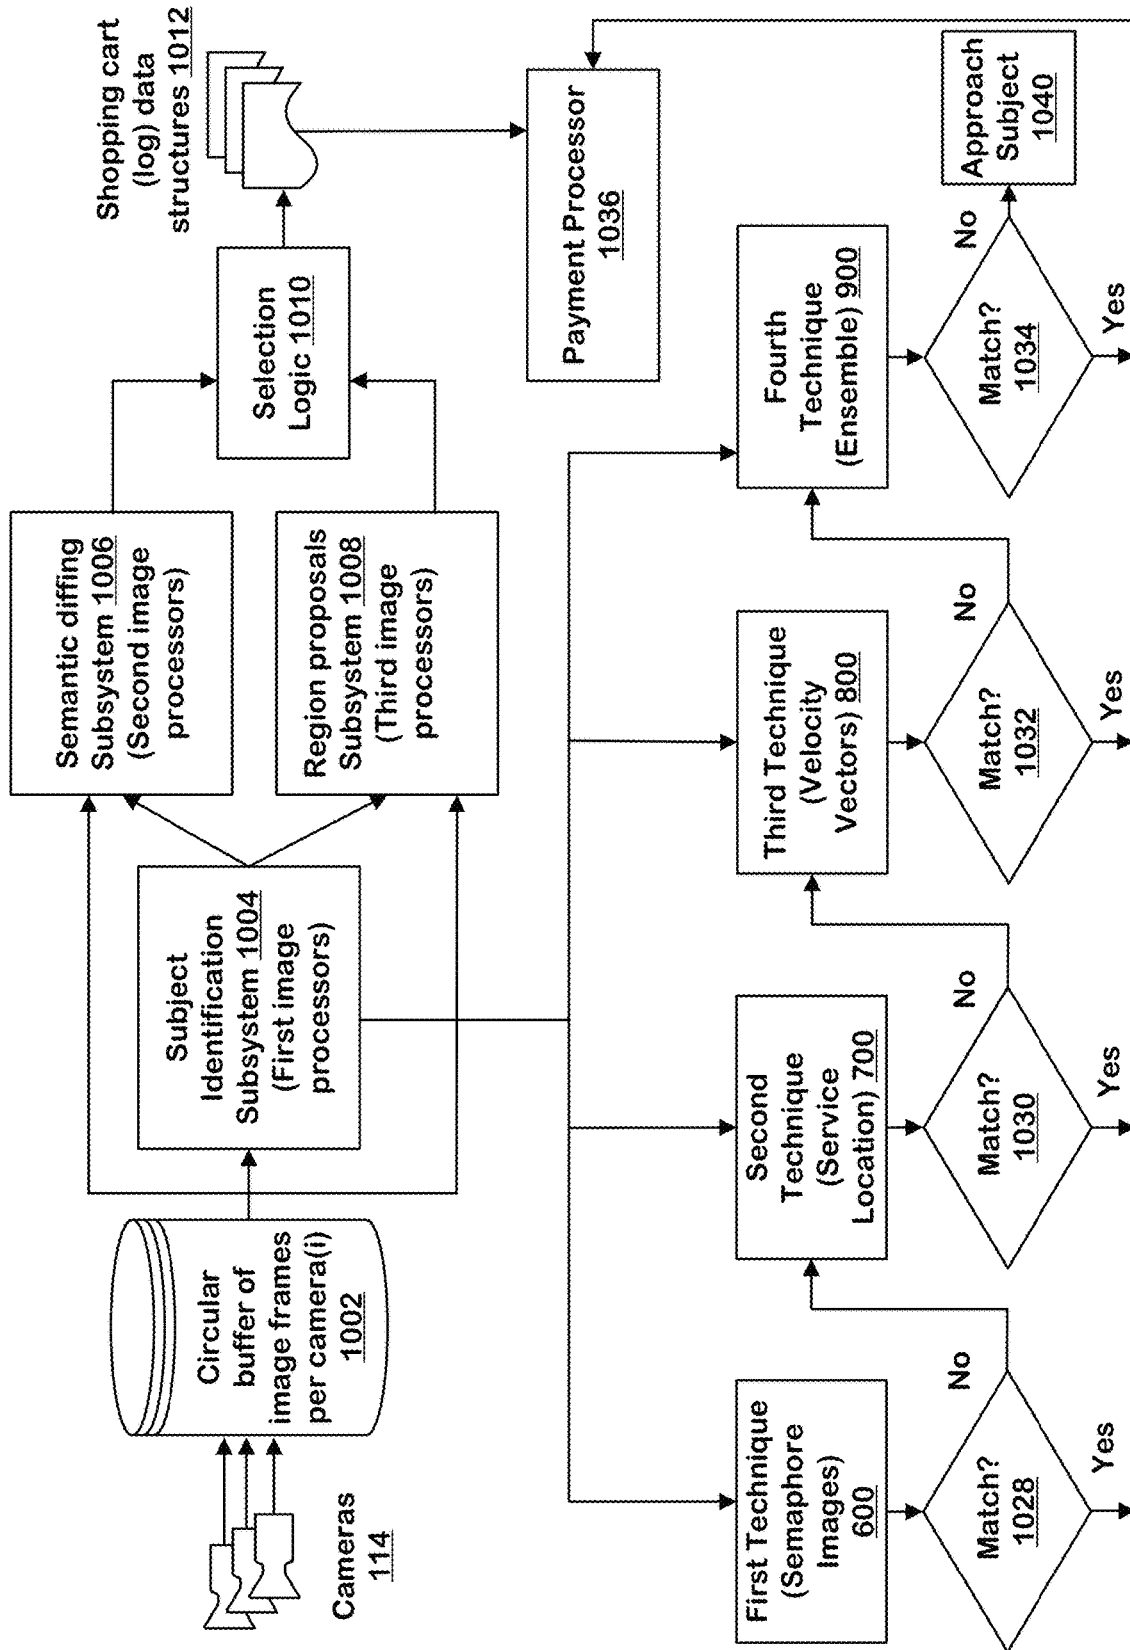 Shopping cart
(log) data
structures 1012
Selection
Logic 1010
Semantic diffing
Subsystem 1006
(Second image
processors)
Region proposals
Subsystem 1008
(Third image
processors)
Subject
Identification
Subsystem 1004
(First image
processors)
Circular
buffer of
image frames
per camera(i)
1002
Cameras
114
Payment Processor
1036
First Technique
(Semaphore
Images)
600
Second
Technique
(Service
Location) 700
Third Technique
(Velocity
Vectors) 800
Fourth
Technique
(Ensemble) 900
Match?
1028
No
Yes
Match?
1030
No
Yes
Match?
1032
No
Yes
Match?
1034
No
Yes
Approach
Subject
1040